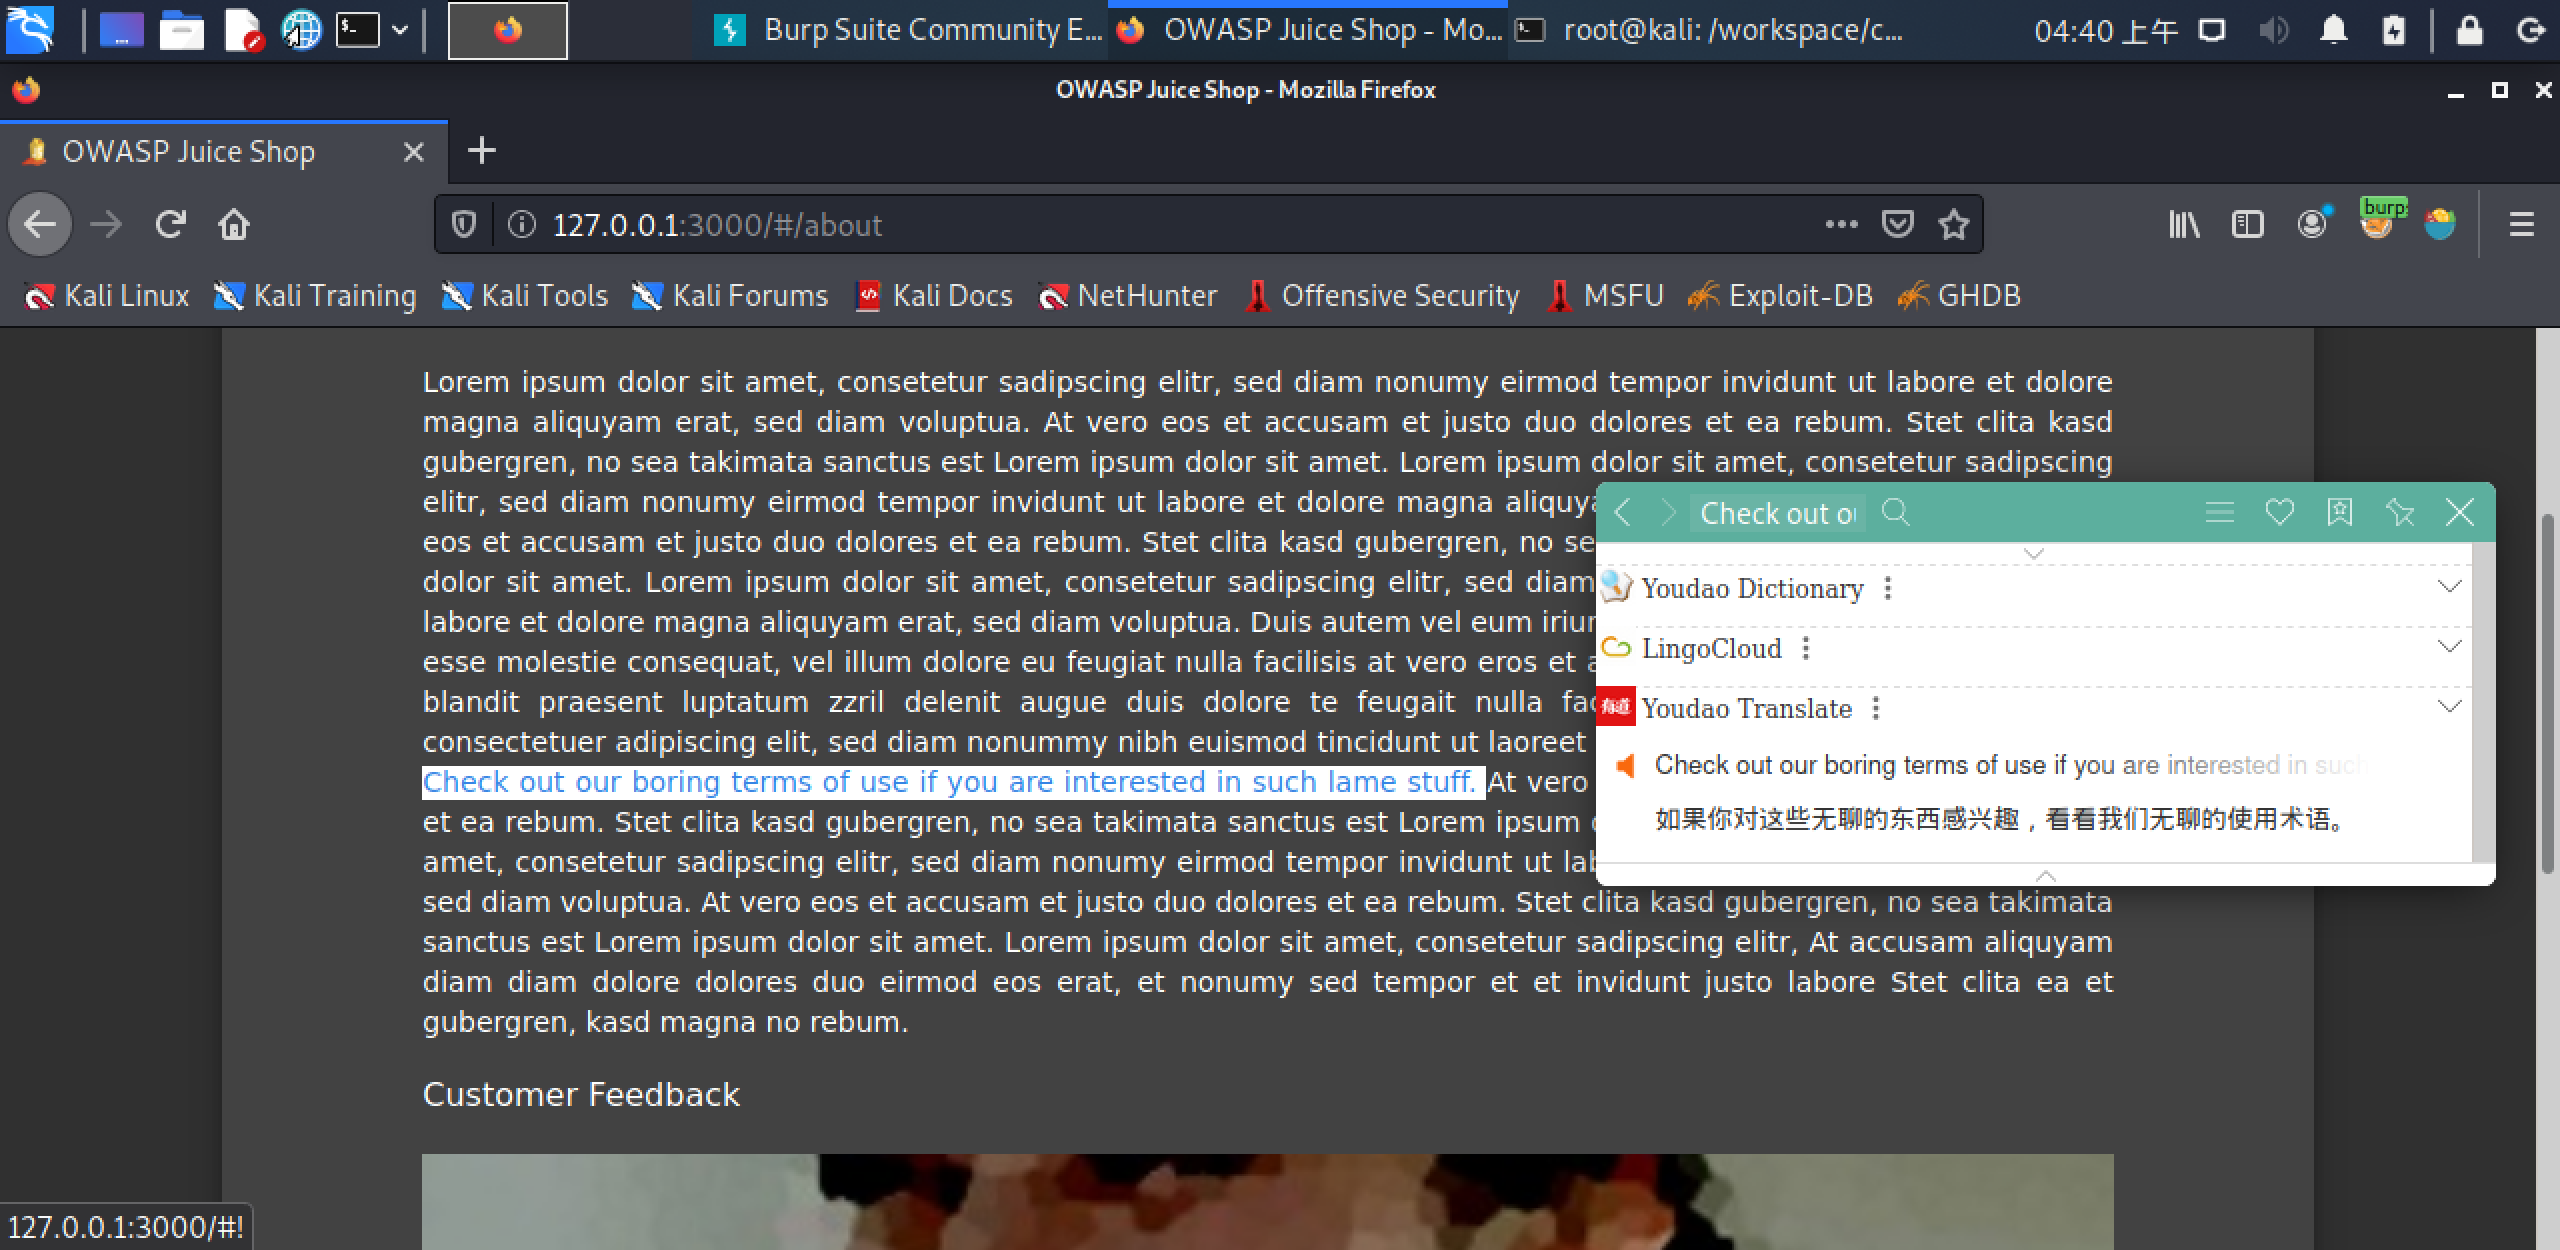 Burp Suite Community E... OWASP Juice Shop - Mo... root@kali: /workspace/c... 04:40 上午
OWASP Juice Shop - Mozilla Firefox
OWASP Juice Shop
127.0.0.1:3000/#/about
burp
Kali Linux Kali Training Kali Tools Kali Forums Kali Docs NetHunter Offensive Security MSFU Exploit-DB GHDB
Lorem ipsum dolor sit amet, consetetur sadipscing elitr, sed diam nonumy eirmod tempor invidunt ut labore et dolore
magna aliquyam erat, sed diam voluptua. At vero eos et accusam et justo duo dolores et ea rebum. Stet clita kasd
gubergren, no sea takimata sanctus est Lorem ipsum dolor sit amet. Lorem ipsum dolor sit amet, consetetur sadipscing
elitr, sed diam nonumy eirmod tempor invidunt ut labore et dolore magna aliquya
eos et accusam et justo duo dolores et ea rebum. Stet clita kasd gubergren, no se
dolor sit amet. Lorem ipsum dolor sit amet, consetetur sadipscing elitr, sed diam
labore et dolore magna aliquyam erat, sed diam voluptua. Duis autem vel eum iriur
esse molestie consequat, vel illum dolore eu feugiat nulla facilisis at vero eros et a
blandit praesent luptatum zzril delenit augue duis dolore te feugait nulla fac
consectetuer adipiscing elit, sed diam nonummy nibh euismod tincidunt ut laoreet
Check out our boring terms of use if you are interested in such lame stuff. At vero
et ea rebum. Stet clita kasd gubergren, no sea takimata sanctus est Lorem ipsum
amet, consetetur sadipscing elitr, sed diam nonumy eirmod tempor invidunt ut lab
sed diam voluptua. At vero eos et accusam et justo duo dolores et ea rebum. Stet clita kasd gubergren, no sea takimata
sanctus est Lorem ipsum dolor sit amet. Lorem ipsum dolor sit amet, consetetur sadipscing elitr, At accusam aliquyam
diam diam dolore dolores duo eirmod eos erat, et nonumy sed tempor et et invidunt justo labore Stet clita ea et
gubergren, kasd magna no rebum.
Customer Feedback
Check out ou
Youdao Dictionary
LingoCloud
有道 Youdao Translate
Check out our boring terms of use if you are interested in such
如果你对这些无聊的东西感兴趣，看看我们无聊的使用术语。
127.0.0.1:3000/#!